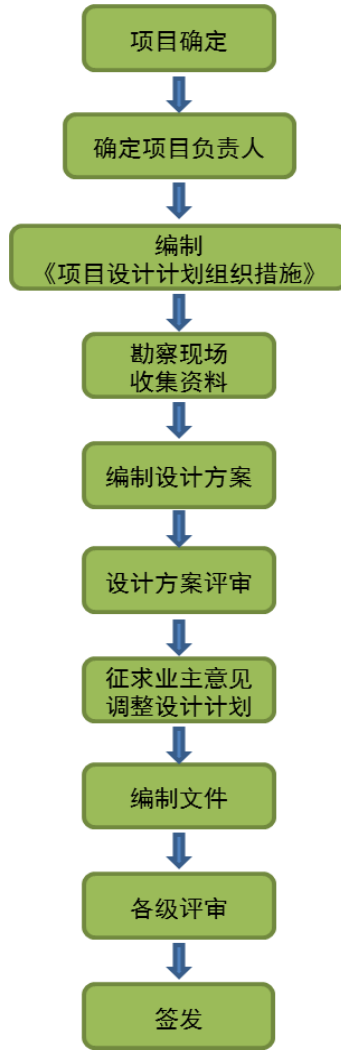 项目确定
确定项目负责人
编制
《项目设计计划组织措施》
勘察现场
收集资料
编制设计方案
设计方案评审
征求业主意见
调整设计计划
编制文件
各级评审
签发